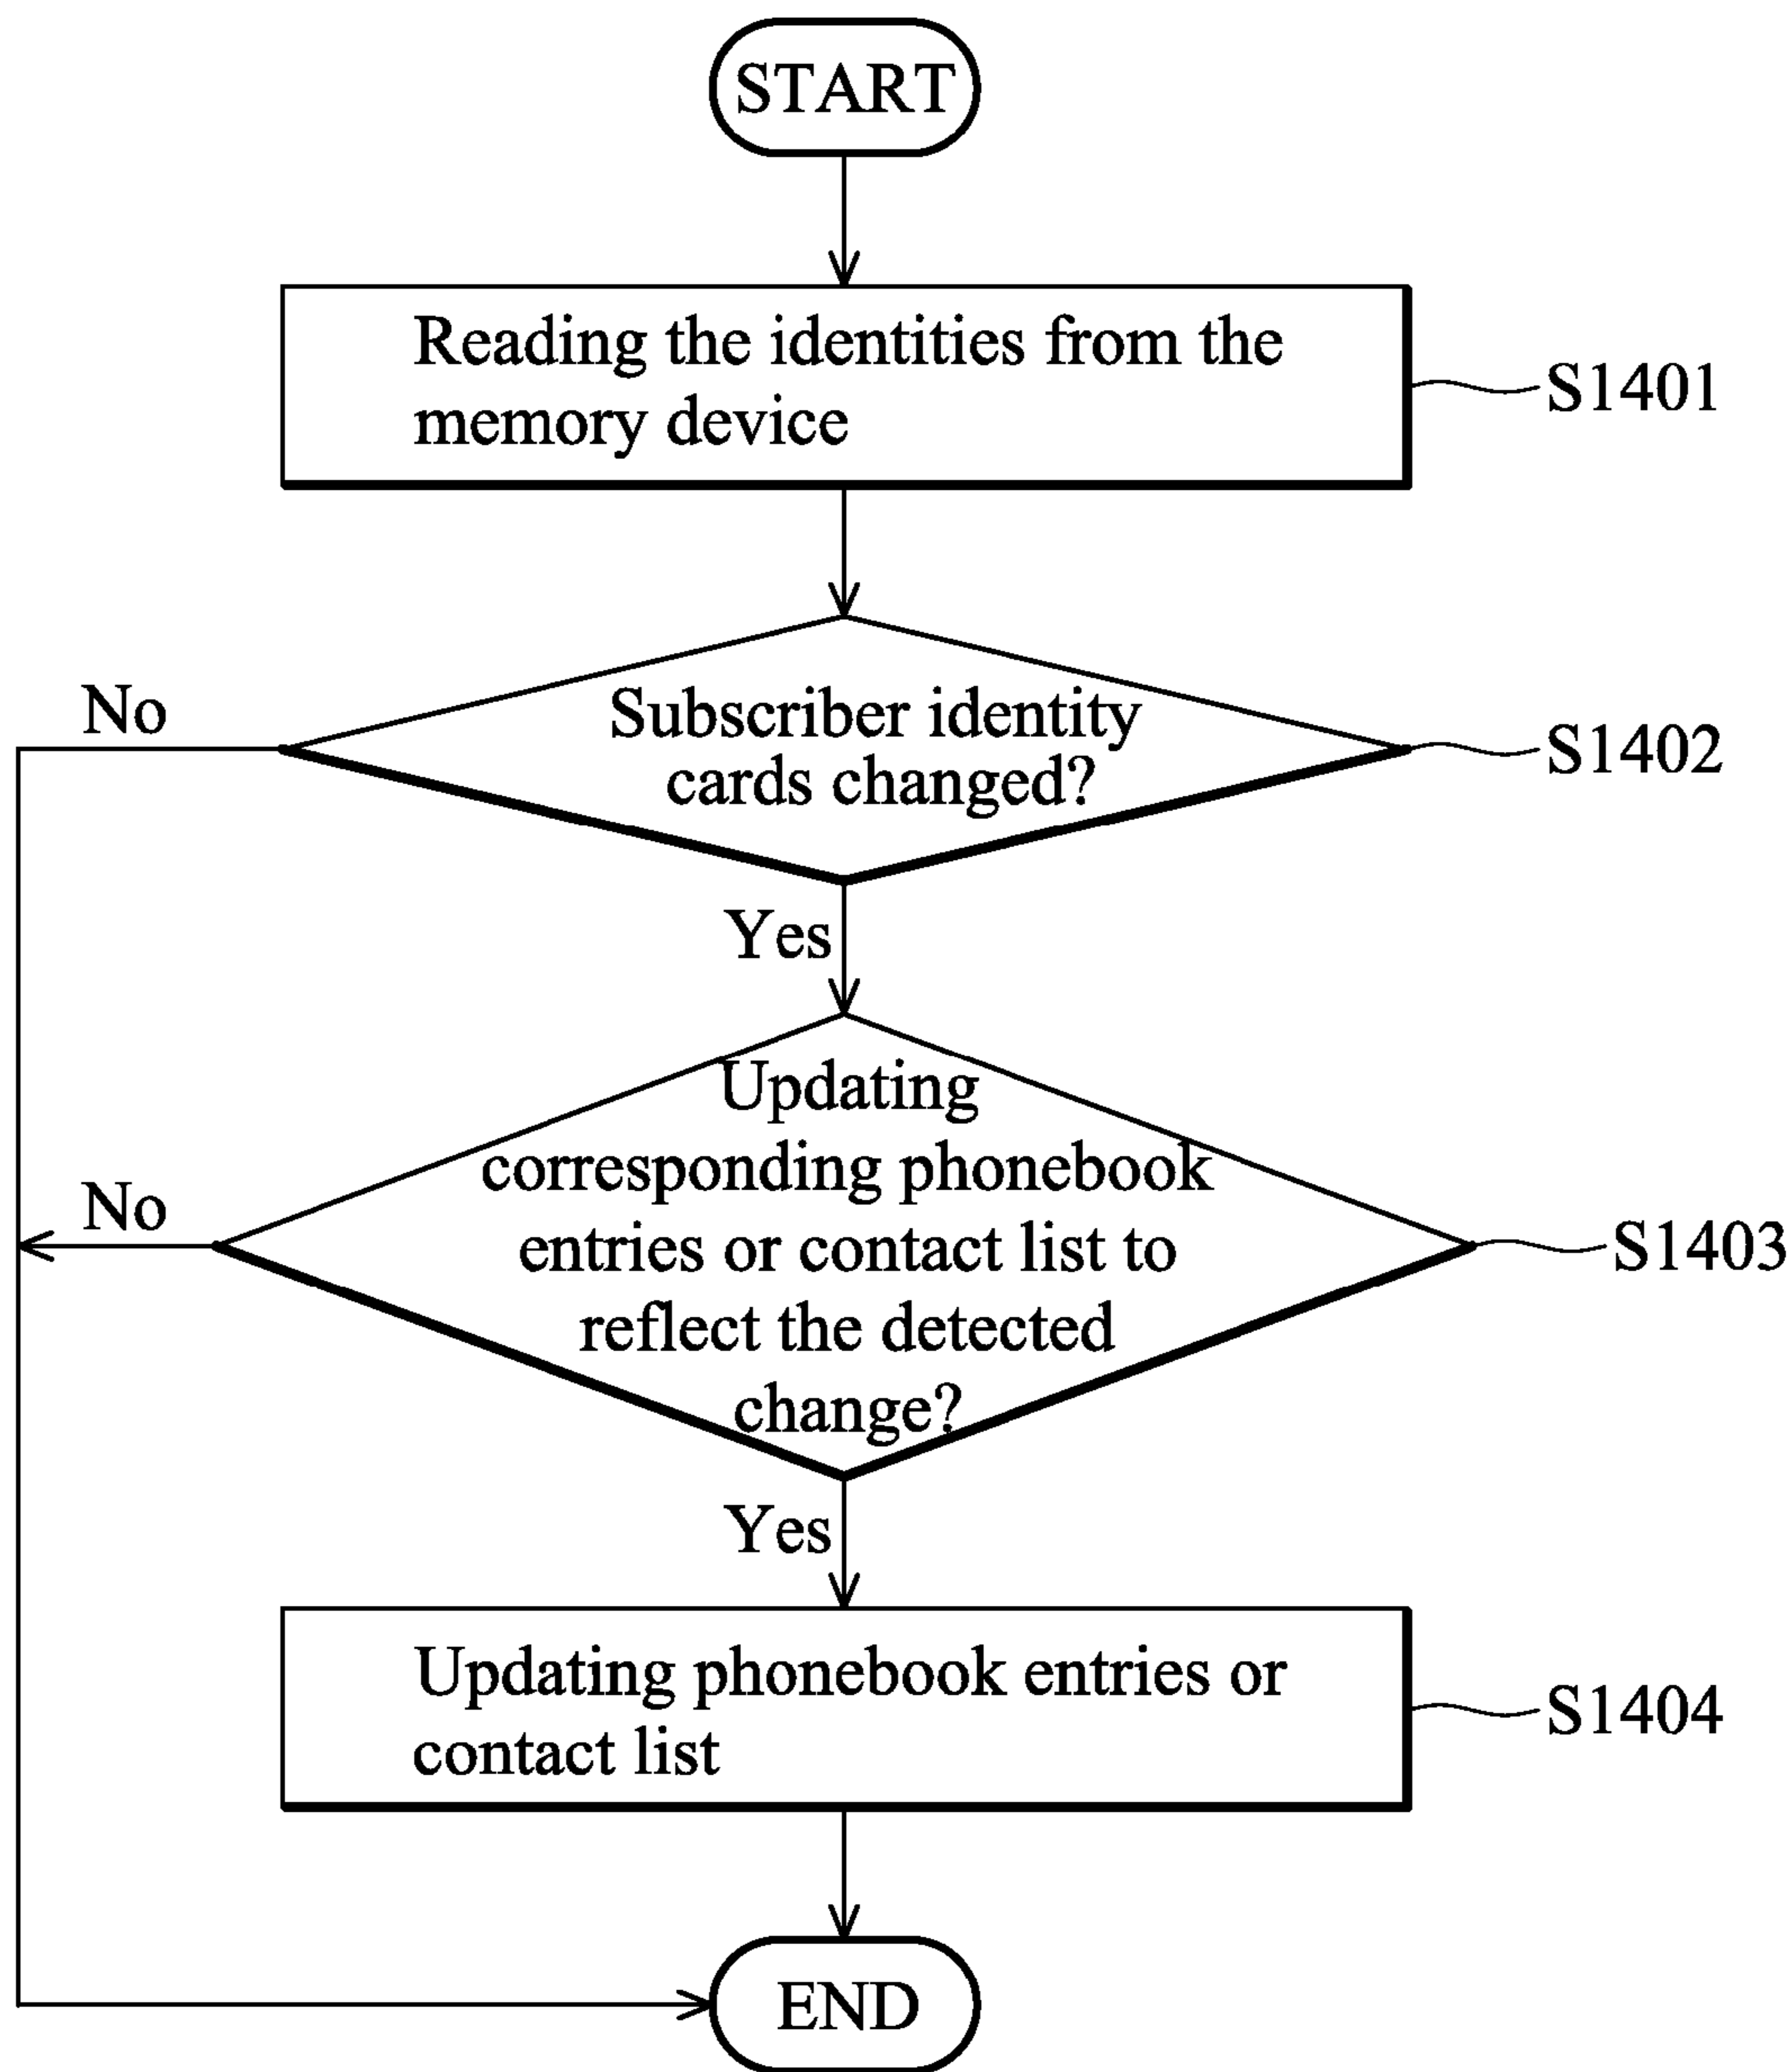 START
Reading the identities from the
memory device
S1401
No
Subscriber identity
cards changed?
S1402
Yes
Updating
corresponding phonebook
entries or contact list to
reflect the detected
change?
No
S1403
Yes
Updating phonebook entries or
contact list
S1404
END